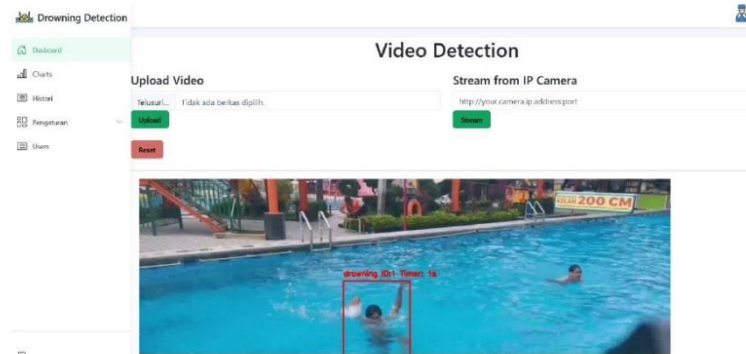 Drowning Detection
Dasboard
Charts
Histori
Pengaturan
Users
Video Detection
Upload Video
Telusuri... Tidak ada berkas dipilih.
Upload
Reset
Stream from IP Camera
http://your.camera.ip.address:port
Stream
200 CM
drowning ID:1 Timer: 1s